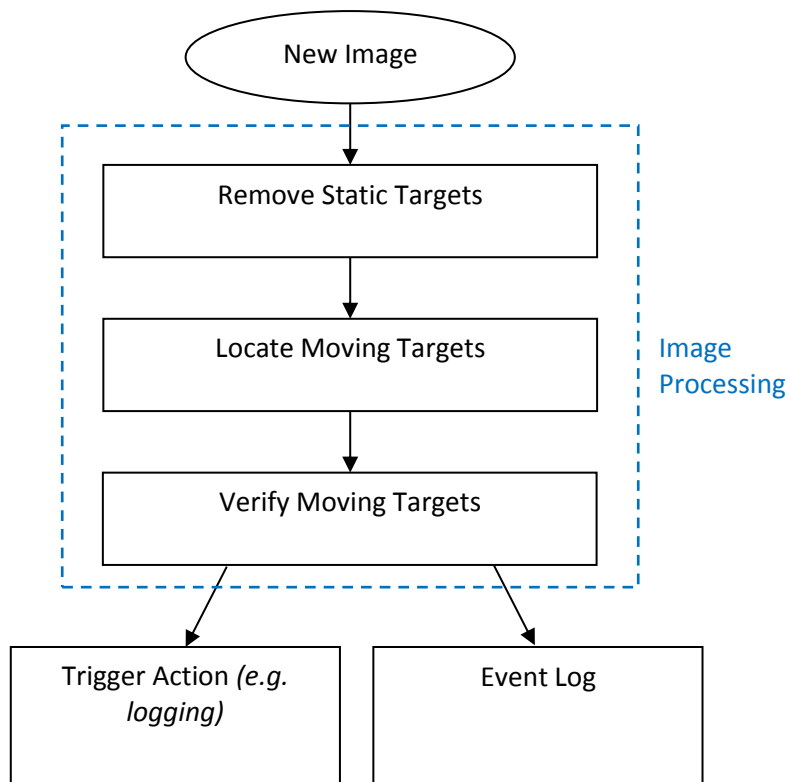 New Image
Remove Static Targets
Locate Moving Targets
Image
Processing
Verify Moving Targets
Trigger Action (e.g.
logging)
Event Log